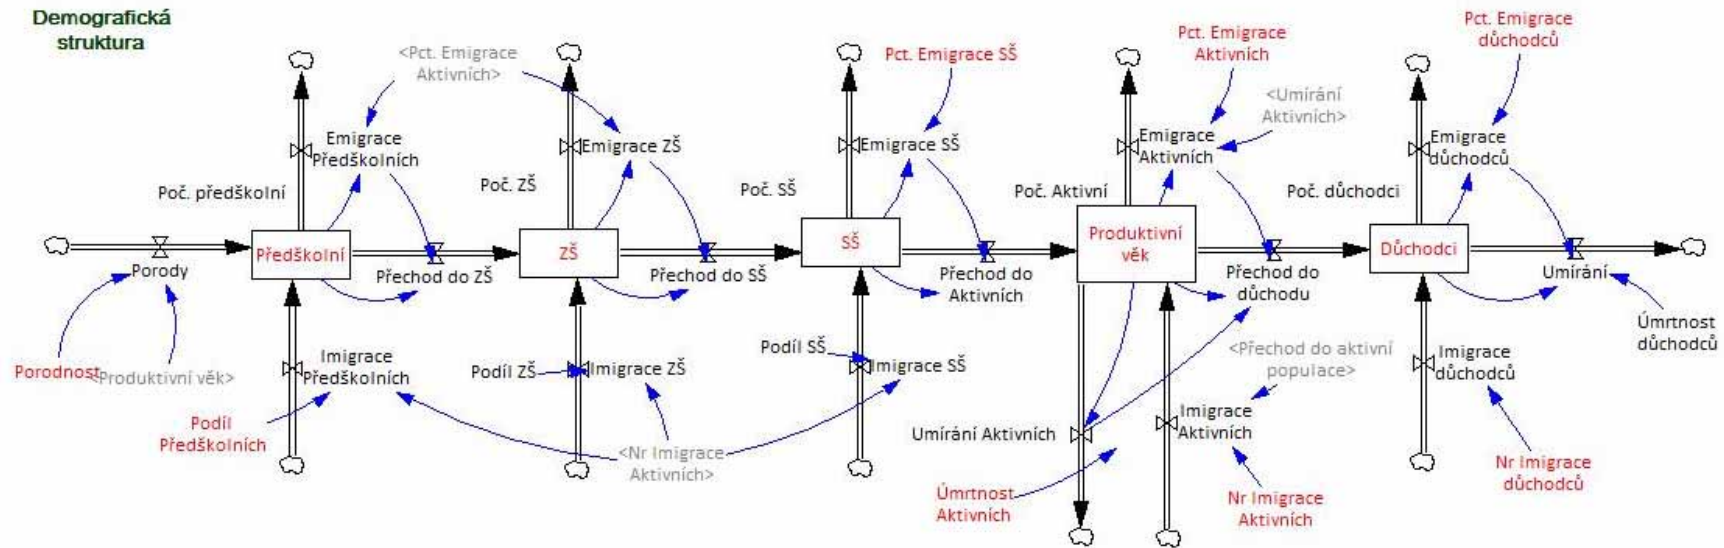 Demografická
struktura
<Pct. Emigrace
Aktivních>
Pct. Emigrace SŠ
Pct. Emigrace
Aktivních
Pct. Emigrace
důchodců
<Umírání
Aktivních>
Emigrace
Předškolních
Emigrace ZŠ
Emigrace SŠ
Emigrace
Aktivních
Emigrace
důchodců
Poč. předškolní
Poč. ZŠ
Poč. SŠ
Poč. Aktivní
Poč. důchodci
Předškolní
ZŠ
SŠ
Produktivní
věk
Důchodci
Porody
Přechod do ZŠ
Přechod do SŠ
Přechod do
Aktivních
Přechod do
důchodu
Umírání
Úmrtnost
důchodců
Porodnost
<Produktivní věk>
Imigrace
Předškolních
Podíl ZŠ
Imigrace ZŠ
Podíl SŠ
Imigrace SŠ
<Přechod do aktivní
populace>
Imigrace
důchodců
Podíl
Předškolních
<Nr Imigrace
Aktivních>
Umírání Aktivních
Imigrace
Aktivních
Úmrtnost
Aktivních
Nr Imigrace
Aktivních
Nr Imigrace
důchodců